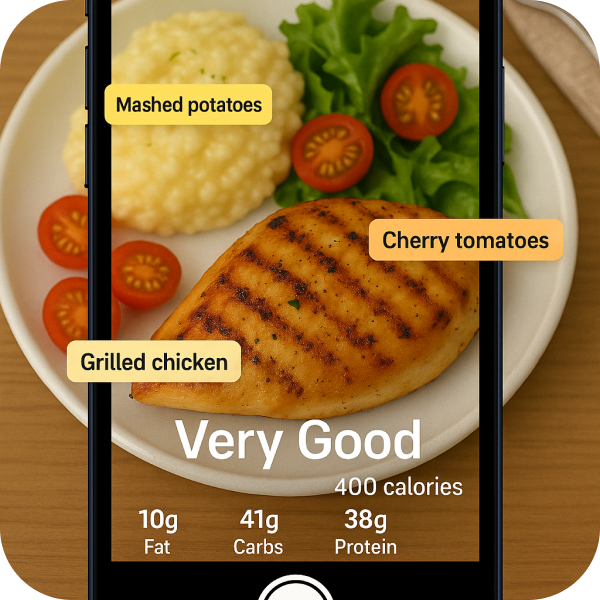 Mashed potatoes
Cherry tomatoes
Grilled chicken
Very Good
400 calories
10g 41g 38g
Fat Carbs Protein